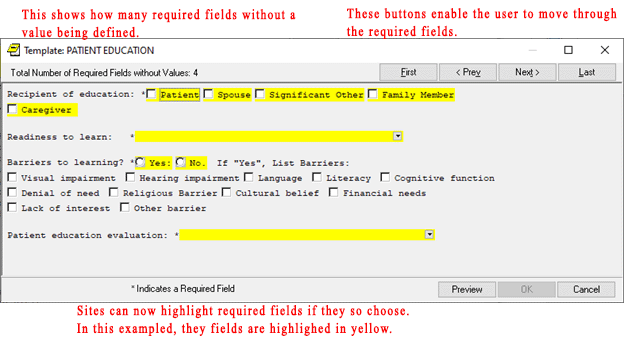 This shows how many required fields without a
value being defined.
These buttons enable the user to move through
the required fields.
Template: PATIENT EDUCATION
Total Number of Required Fields without Values: 4
First
< Prev
Next >
Last
Recipient of education: * Patient Spouse Significant Other Family Member
Caregiver
Readiness to learn: *
Barriers to learning? * Yes: No. If "Yes", List Barriers:
Visual impairment Hearing impairment Language Literacy Cognitive function
Denial of need Religious Barrier Cultural belief Financial needs
Lack of interest Other barrier
Patient education evaluation: *
* Indicates a Required Field
Preview
OK
Cancel
Sites can now highlight required fields if they so choose.
In this exampled, they fields are highlighed in yellow.